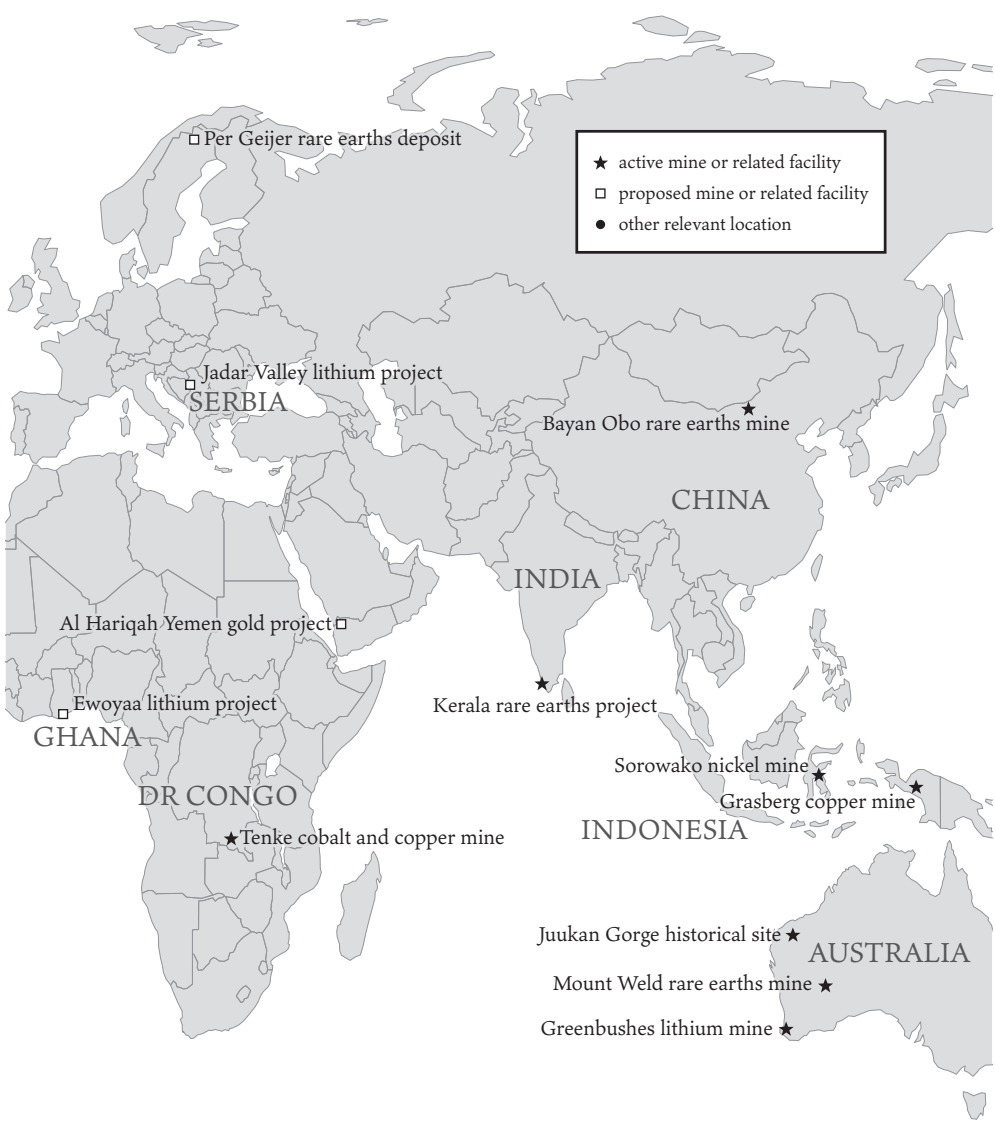 Per Geijer rare earths deposit
active mine or related facility
proposed mine or related facility
other relevant location
Jadar Valley lithium project
SERBIA
Bayan Obo rare earths mine
CHINA
INDIA
Al Hariqah Yemen gold project
Kerala rare earths project
Ewoyaa lithium project
GHANA
Sorowako nickel mine
DR CONGO
Grasberg copper mine
INDONESIA
Tenke cobalt and copper mine
Juukan Gorge historical site
AUSTRALIA
Mount Weld rare earths mine
Greenbushes lithium mine